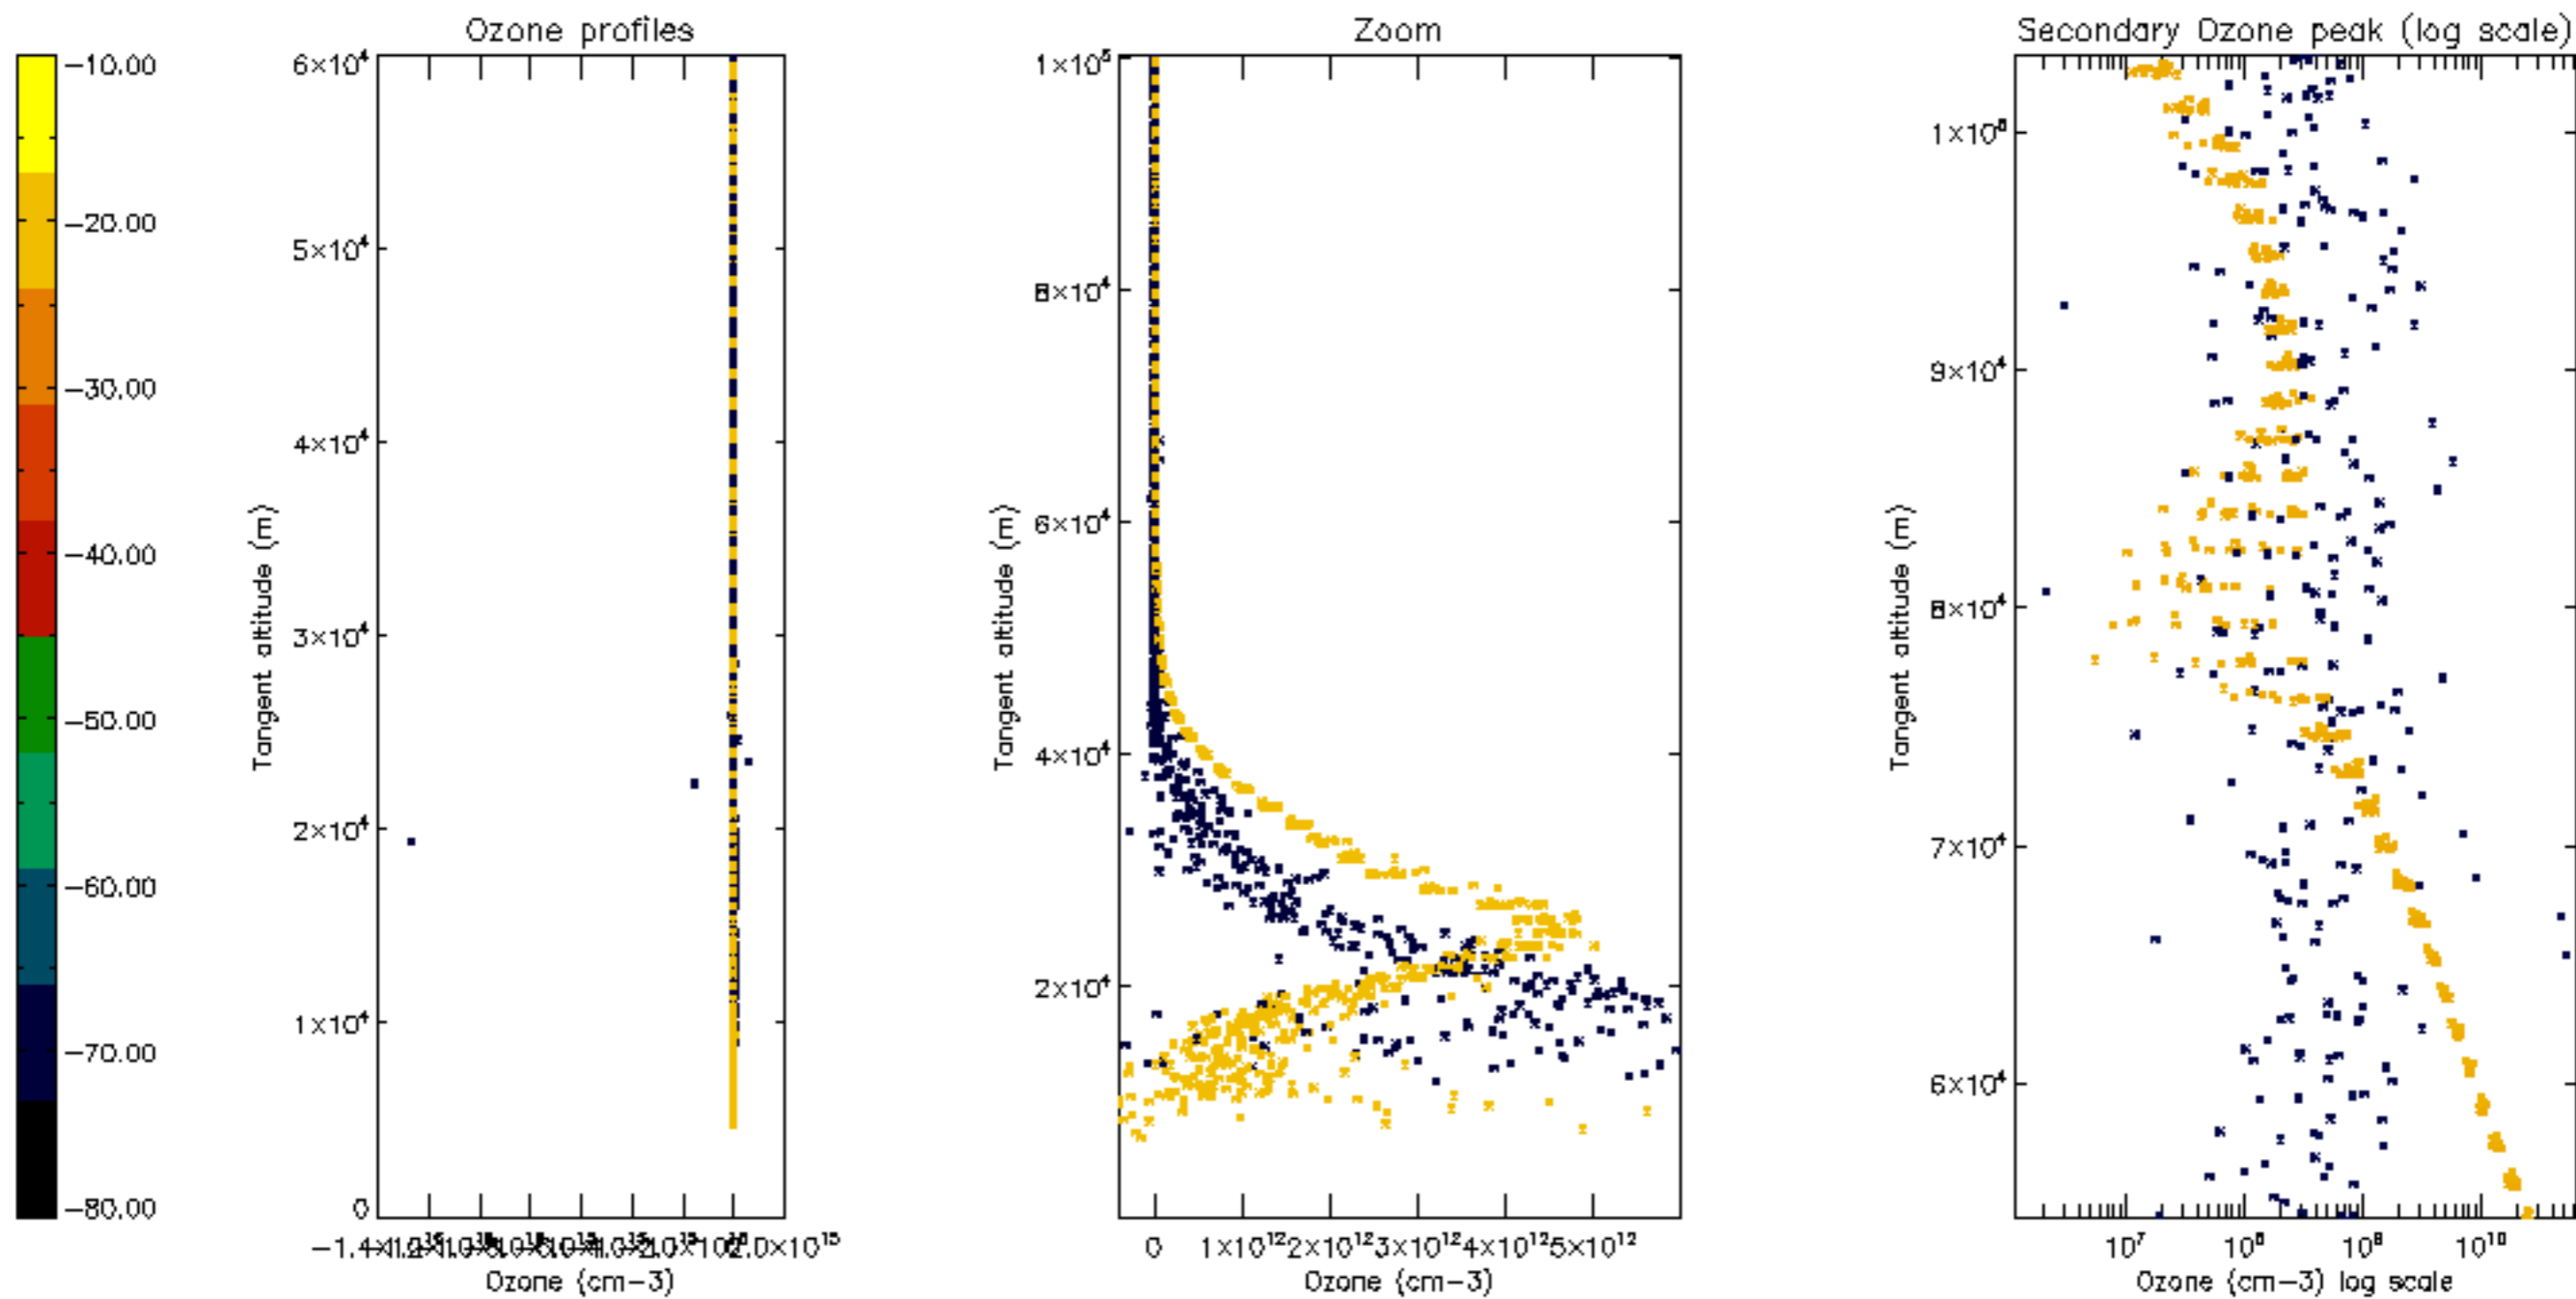 Ozone profiles
Zoom
Secondary Ozone peak (log scale)
-10.00
-20.00
-30.00
-40.00
-50.00
-60.00
-70.00
-80.00
Tangent altitude (m)
6×10⁴
5×10⁴
4×10⁴
3×10⁴
2×10⁴
1×10⁴
0
2.0×10¹⁵
Ozone (cm-3)
Tangent altitude (m)
1×10⁵
8×10⁴
6×10⁴
4×10⁴
2×10⁴
0 1×10¹² 2×10¹² 3×10¹² 4×10¹² 5×10¹²
Ozone (cm-3)
Tangent altitude (m)
1×10⁵
9×10⁴
8×10⁴
7×10⁴
6×10⁴
10⁷ 10⁸ 10⁹ 10¹⁰
Ozone (cm-3) log scale